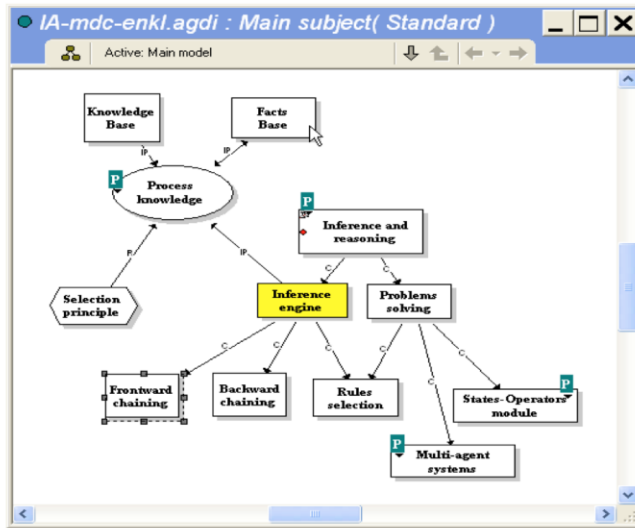 IA-mdc-enkl.agdi : Main subject( Standard )
Active: Main model
Knowledge
Base
Facts
Base
IP
IP
P
Process
knowledge
P
Inference and
reasoning
R
IP
C
C
Selection
principle
Inference
engine
Problems
solving
C
C
C
C
C
C
Frontward
chaining
Backward
chaining
Rules
selection
P
States-Operators
module
P
Multi-agent
systems